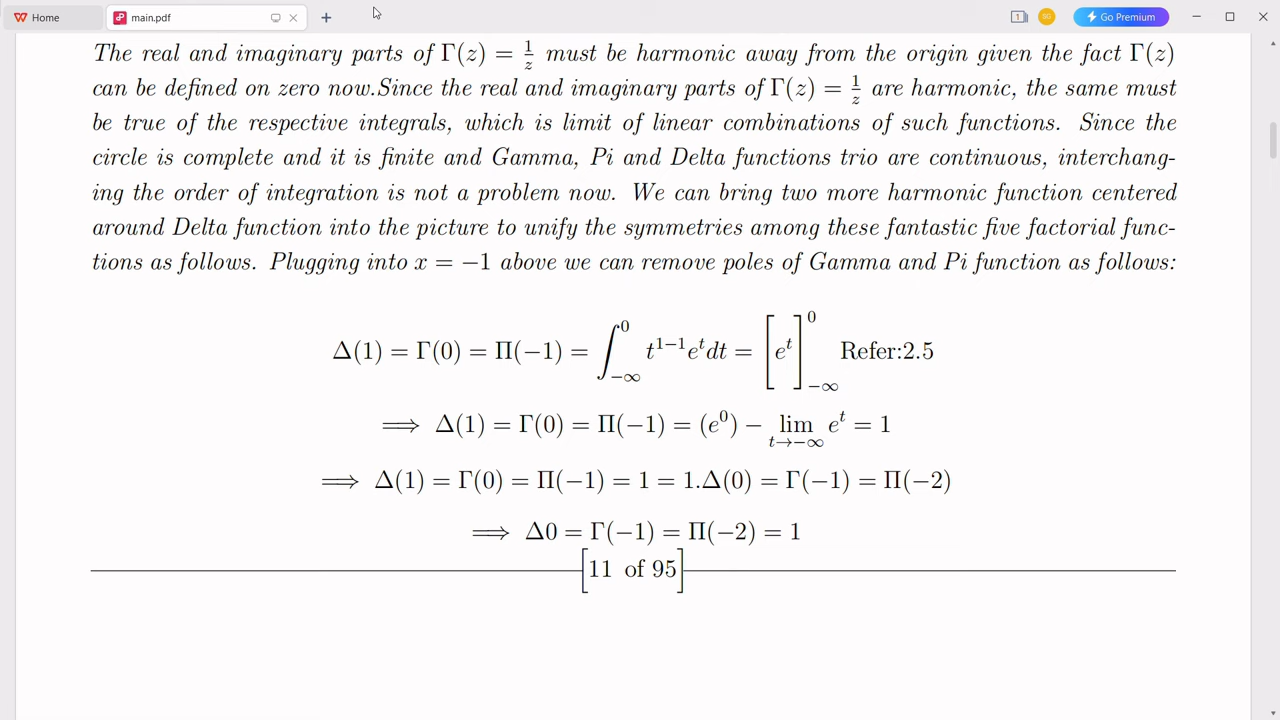 Home
main.pdf
1
SG
Go Premium
The real and imaginary parts of Γ(z) = 1/z must be harmonic away from the origin given the fact Γ(z)
can be defined on zero now.Since the real and imaginary parts of Γ(z) = 1/z are harmonic, the same must
be true of the respective integrals, which is limit of linear combinations of such functions. Since the
circle is complete and it is finite and Gamma, Pi and Delta functions trio are continuous, interchang-
ing the order of integration is not a problem now. We can bring two more harmonic function centered
around Delta function into the picture to unify the symmetries among these fantastic five factorial func-
tions as follows. Plugging into x = −1 above we can remove poles of Gamma and Pi function as follows:
Δ(1) = Γ(0) = Π(−1) = ∫_{−∞}^{0} t^{1−1}e^t dt = [e^t]_{−∞}^{0} Refer:2.5
⟹ Δ(1) = Γ(0) = Π(−1) = (e^0) − lim_{t→−∞} e^t = 1
⟹ Δ(1) = Γ(0) = Π(−1) = 1 = 1.Δ(0) = Γ(−1) = Π(−2)
⟹ Δ0 = Γ(−1) = Π(−2) = 1
[11 of 95]